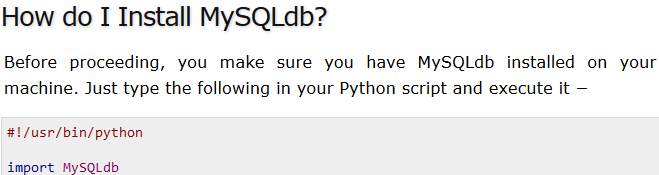 How do I Install MySQLdb?
Before proceeding, you make sure you have MySQLdb installed on your
machine. Just type the following in your Python script and execute it −
#!/usr/bin/python
import MySQLdb